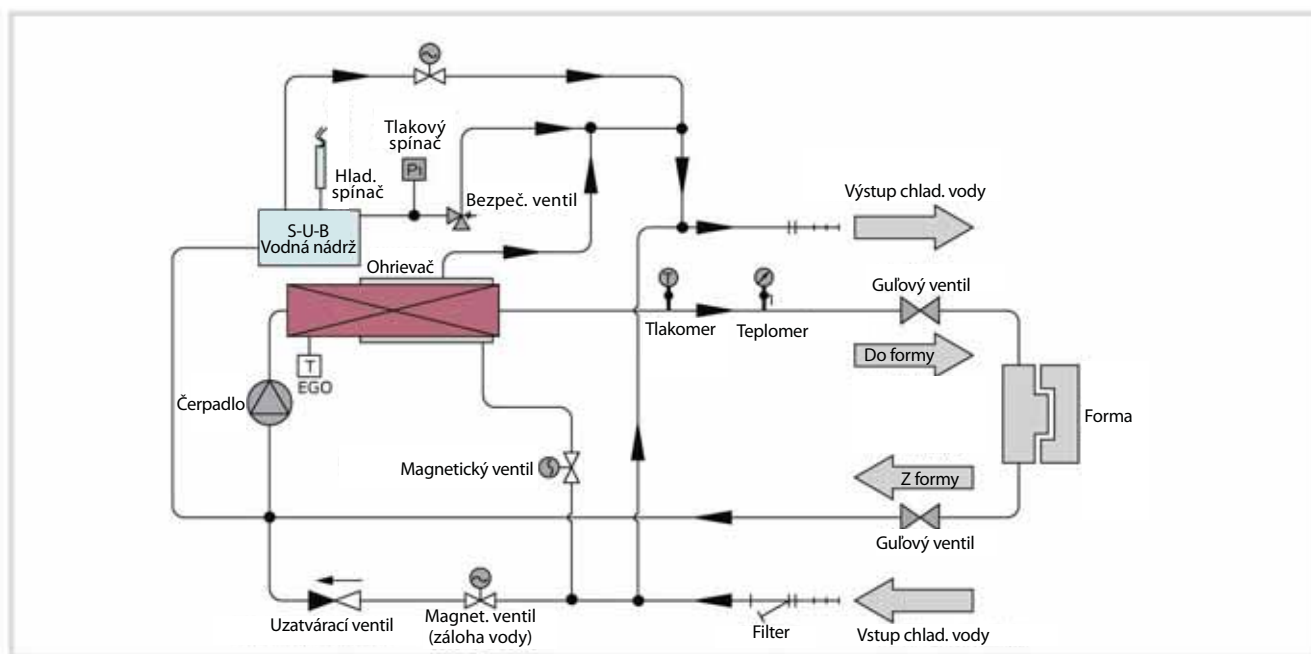 Tlakový
spínač
PI
Hlad.
spínač
Bezpeč. ventil
Výstup chlad. vody
S-U-B
Vodná nádrž
Ohrievač
Guľový ventil
Tlakomer
Teplomer
Do formy
T
EGO
Čerpadlo
Forma
Magnetický ventil
Z formy
Guľový ventil
Uzatvárací ventil
Magnet. ventil
(záloha vody)
Filter
Vstup chlad. vody